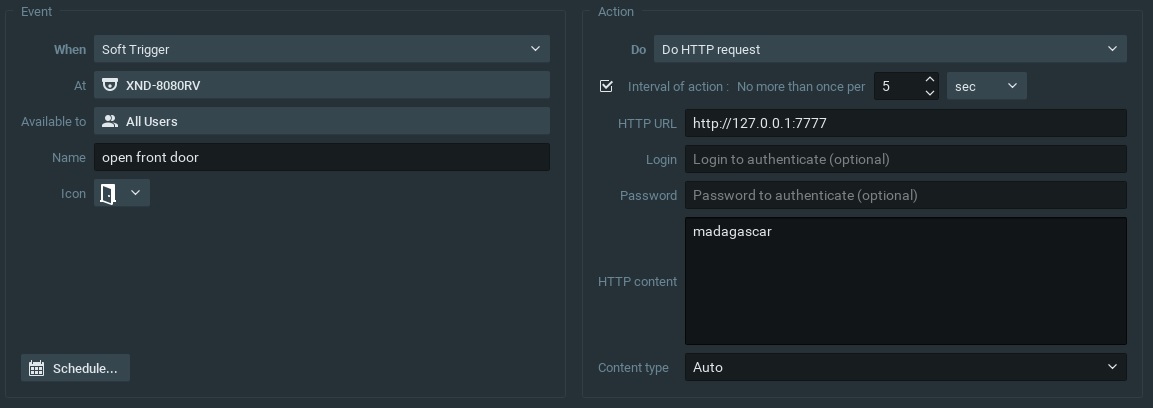 Event
When Soft Trigger
At XND-8080RV
Available to All Users
Name open front door
Icon
Schedule...
Action
Do Do HTTP request
Interval of action : No more than once per 5 sec
HTTP URL http://127.0.0.1:7777
Login Login to authenticate (optional)
Password Password to authenticate (optional)
HTTP content madagascar
Content type Auto